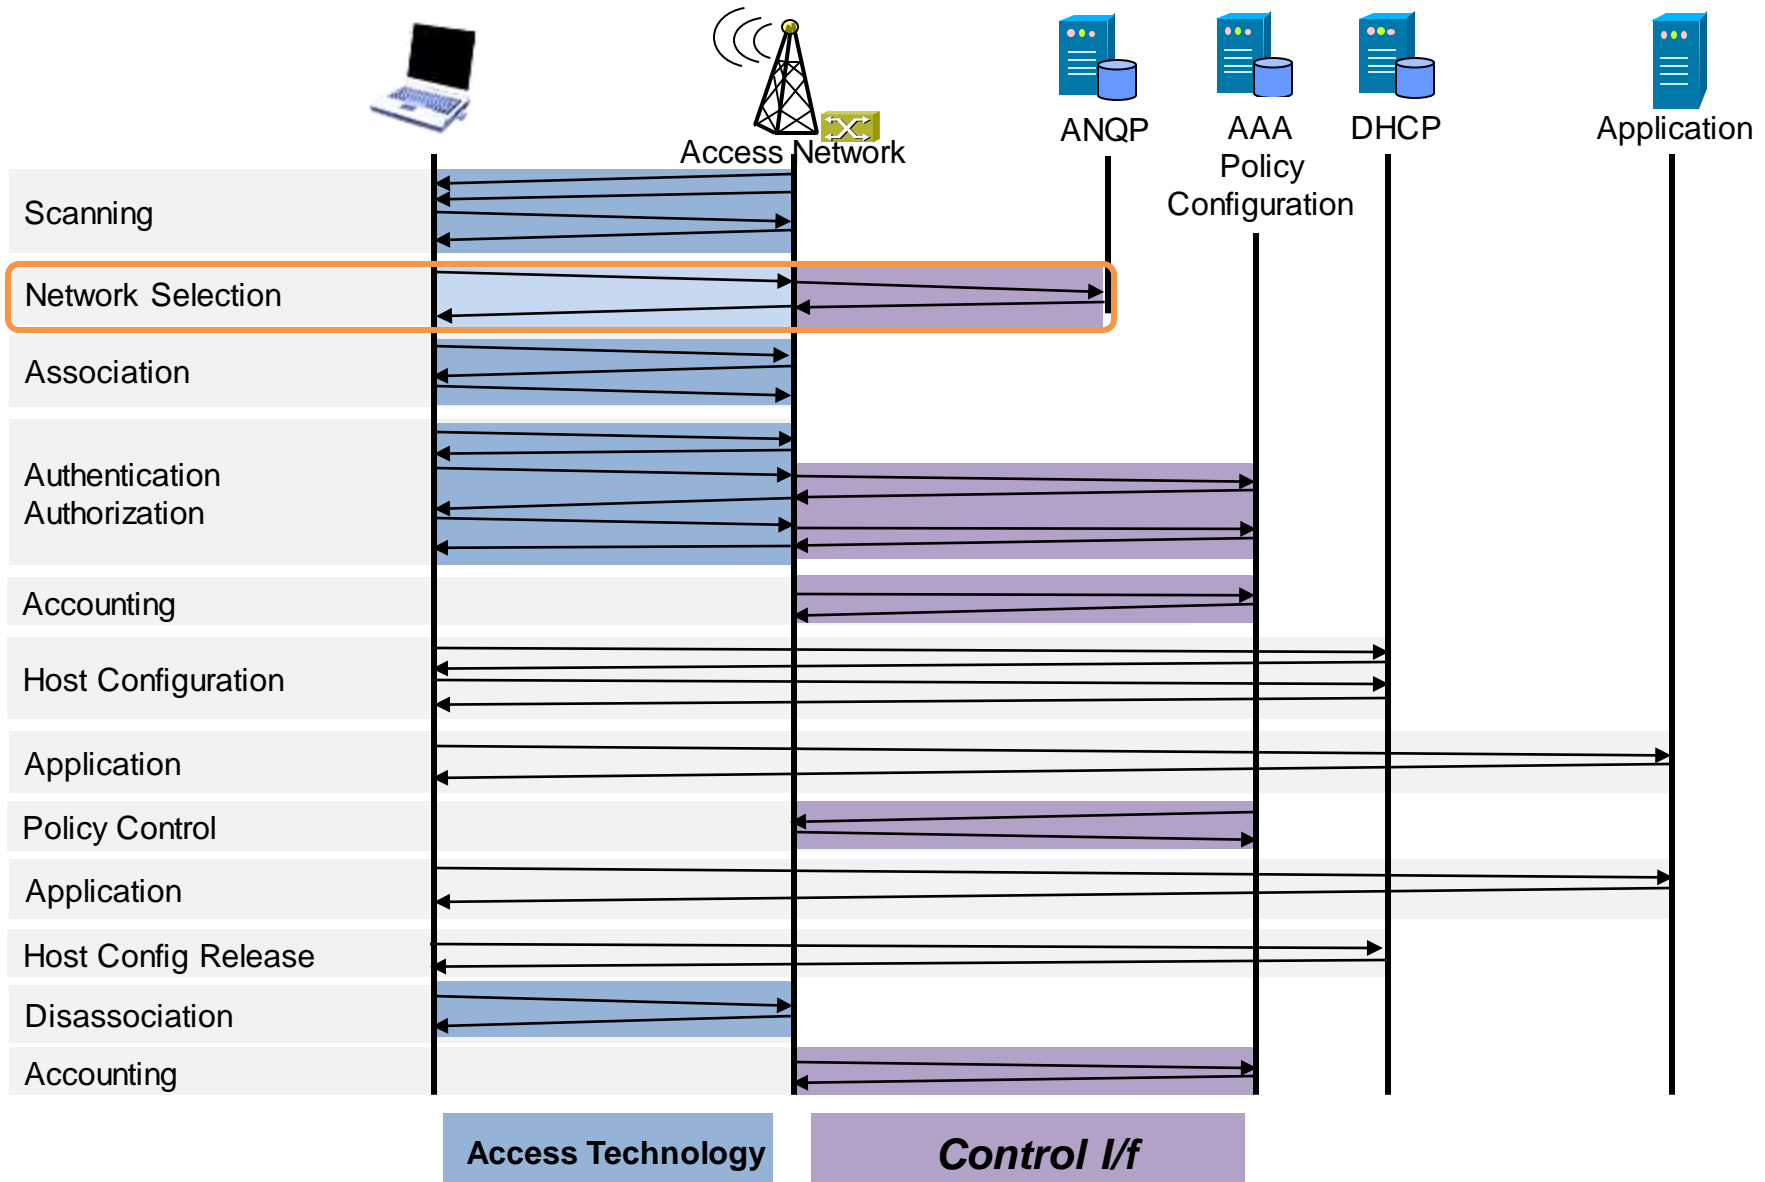 Access Network
ANQP
AAA
Policy
Configuration
DHCP
Application
Scanning
Network Selection
Association
Authentication
Authorization
Accounting
Host Configuration
Application
Policy Control
Application
Host Config Release
Disassociation
Accounting
Access Technology
Control I/f